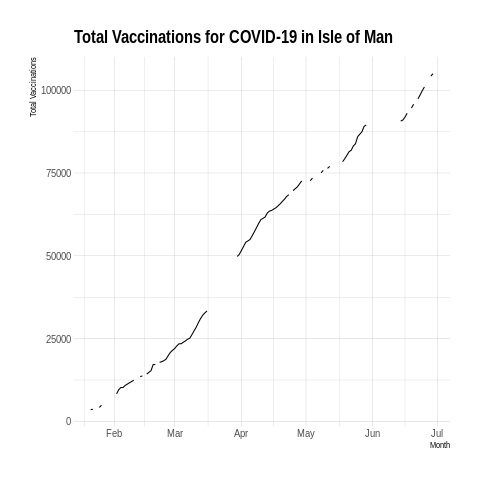 Total Vaccinations for COVID-19 in Isle of Man
Total Vaccinations
100000
75000
50000
25000
0
Feb Mar Apr May Jun Jul
Month